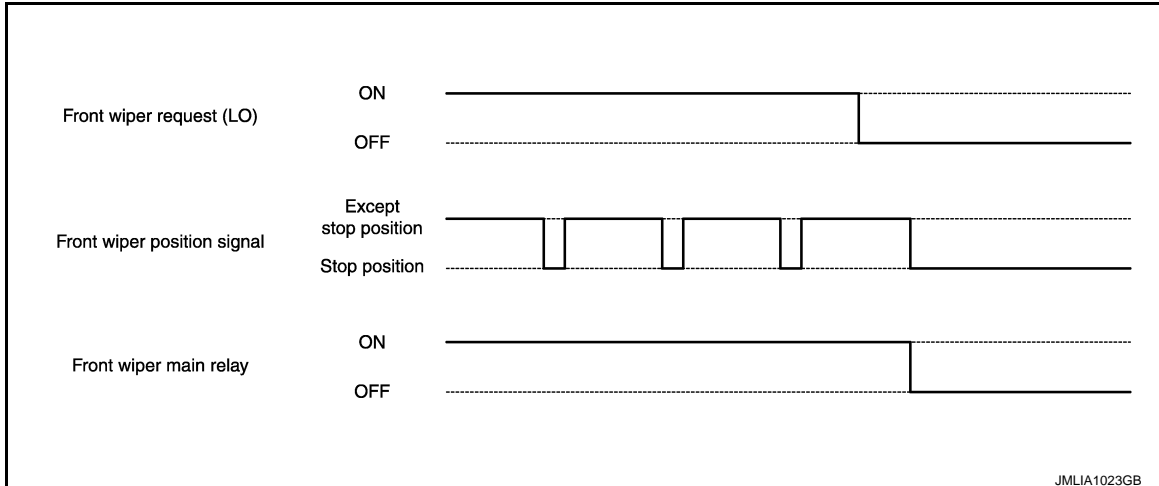 ON
Front wiper request (LO)
OFF
Except
stop position
Front wiper position signal
Stop position
ON
Front wiper main relay
OFF
JMLIA1023GB